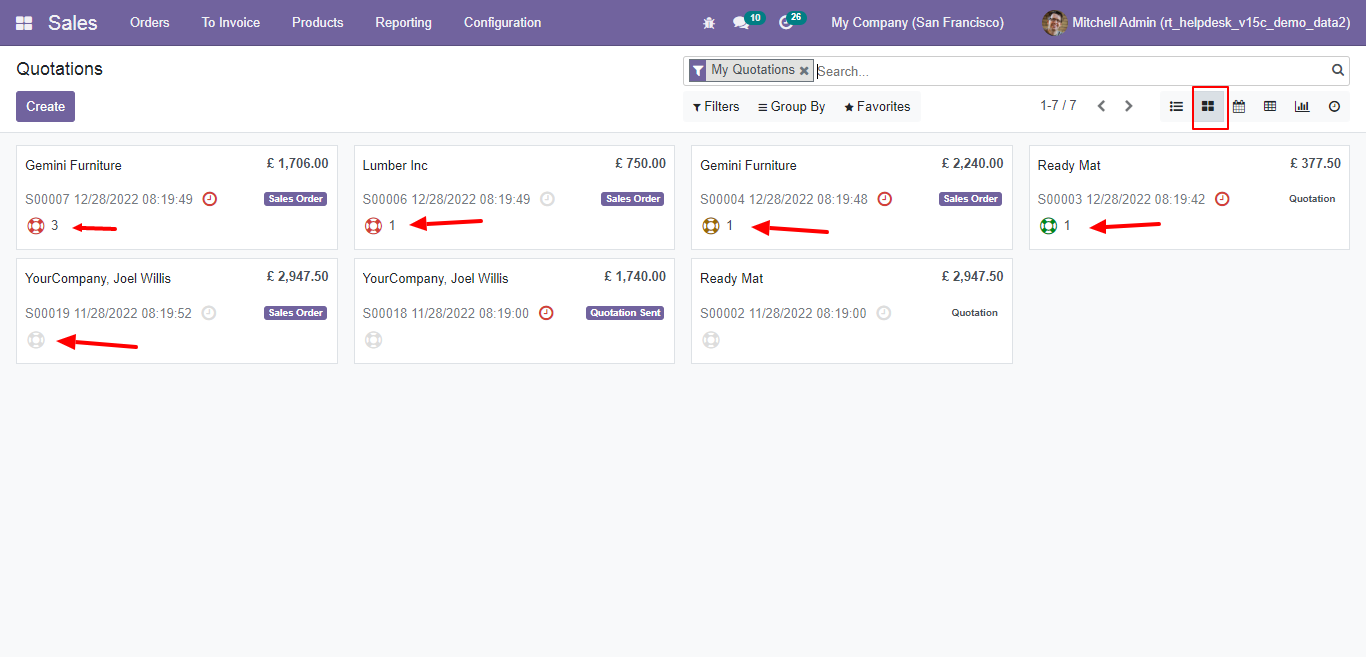 Sales Orders To Invoice Products Reporting Configuration 10 26 My Company (San Francisco) Mitchell Admin (rt_helpdesk_v15c_demo_data2)
Quotations
My Quotations Search...
Create
Filters Group By Favorites 1-7 / 7
Gemini Furniture £ 1,706.00
S00007 12/28/2022 08:19:49 Sales Order
3
Lumber Inc £ 750.00
S00006 12/28/2022 08:19:49 Sales Order
1
Gemini Furniture £ 2,240.00
S00004 12/28/2022 08:19:48 Sales Order
1
Ready Mat £ 377.50
S00003 12/28/2022 08:19:42 Quotation
1
YourCompany, Joel Willis £ 2,947.50
S00019 11/28/2022 08:19:52 Sales Order
YourCompany, Joel Willis £ 1,740.00
S00018 11/28/2022 08:19:00 Quotation Sent
Ready Mat £ 2,947.50
S00002 11/28/2022 08:19:00 Quotation